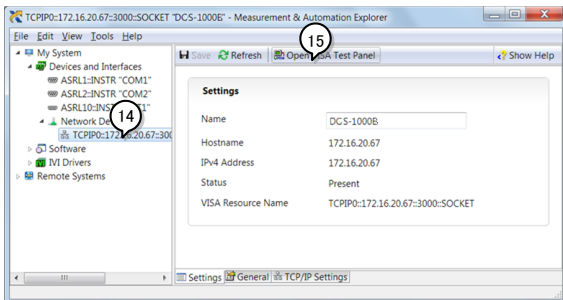 TCPIP0::172.16.20.67::3000::SOCKET "DCS-1000B" - Measurement & Automation Explorer
File Edit View Tools Help
My System
Devices and Interfaces
ASRL1::INSTR "COM1"
ASRL2::INSTR "COM2"
ASRL10::INST
Network De
TCPIP0::172. .20.67::300
Software
IVI Drivers
Remote Systems
14
Save Refresh Open Test Panel Show Help
15
Settings
Name DCS-1000B
Hostname 172.16.20.67
IPv4 Address 172.16.20.67
Status Present
VISA Resource Name TCPIP0::172.16.20.67::3000::SOCKET
Settings General TCP/IP Settings